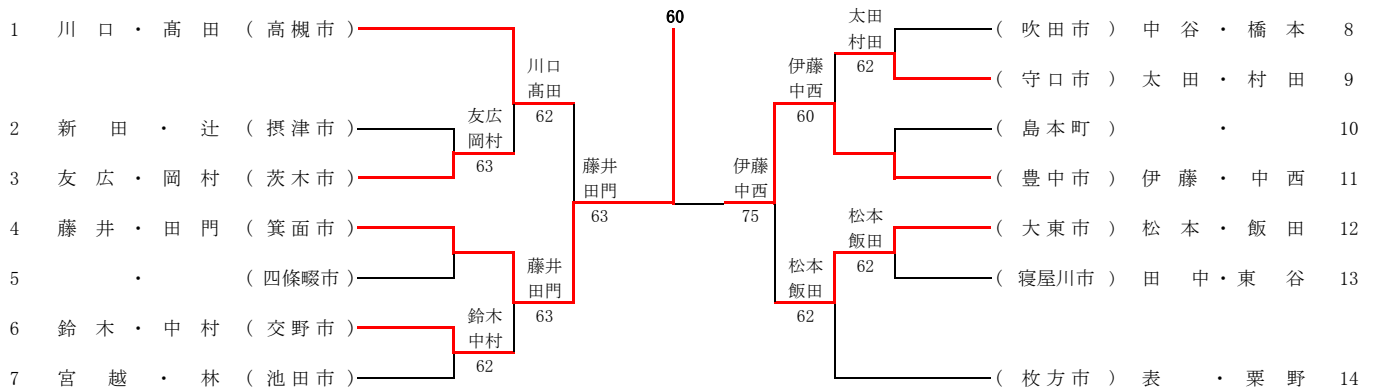 60
1 川口・髙田 (高槻市)
川口
髙田
62
2 新田・辻 (摂津市)
友広
岡村
63
3 友広・岡村 (茨木市)
藤井
田門
63
4 藤井・田門 (箕面市)
5 ・ (四條畷市)
藤井
田門
63
6 鈴木・中村 (交野市)
鈴木
中村
62
7 宮越・林 (池田市)
太田
村田
62
(吹田市) 中谷・橋本 8
伊藤
中西
60
(守口市) 太田・村田 9
(島本町) ・ 10
伊藤
中西
75
(豊中市) 伊藤・中西 11
松本
飯田
62
(大東市) 松本・飯田 12
松本
飯田
62
(寝屋川市) 田中・東谷 13
(枚方市) 表・栗野 14